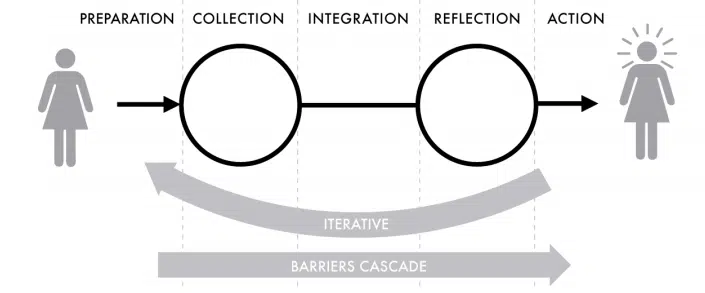 PREPARATION COLLECTION INTEGRATION REFLECTION ACTION
ITERATIVE
BARRIERS CASCADE